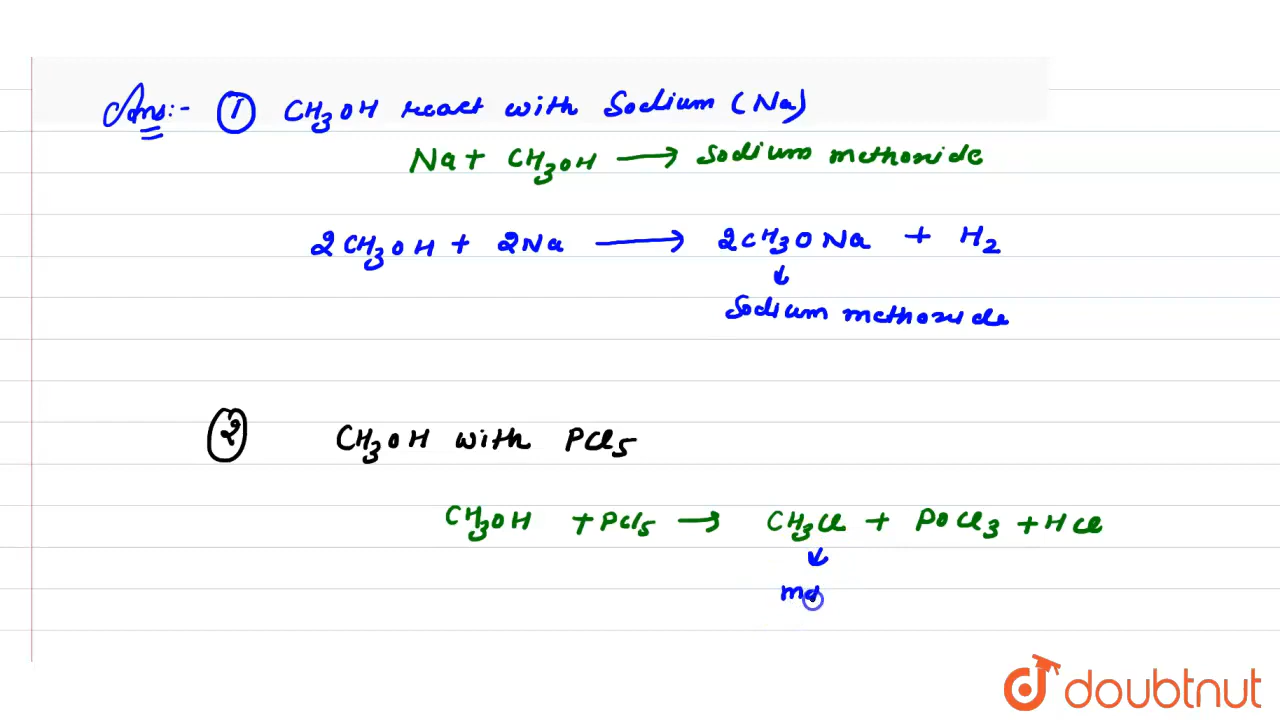 Ans:- ① CH₃OH react with Sodium (Na)
Na + CH₃OH ⟶ Sodium methoxide
2CH₃OH + 2Na ⟶ 2CH₃ONa + H₂
↓
Sodium methoxide
② CH₃OH with PCl₅
CH₃OH + PCl₅ → CH₃Cl + POCl₃ + HCl
↓
doubtnut